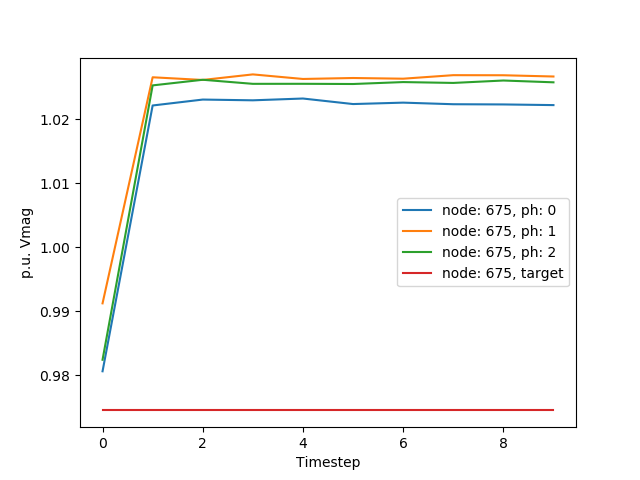 1.02
1.01
1.00
0.99
0.98
p.u. Vmag
node: 675, ph: 0
node: 675, ph: 1
node: 675, ph: 2
node: 675, target
0 2 4 6 8
Timestep